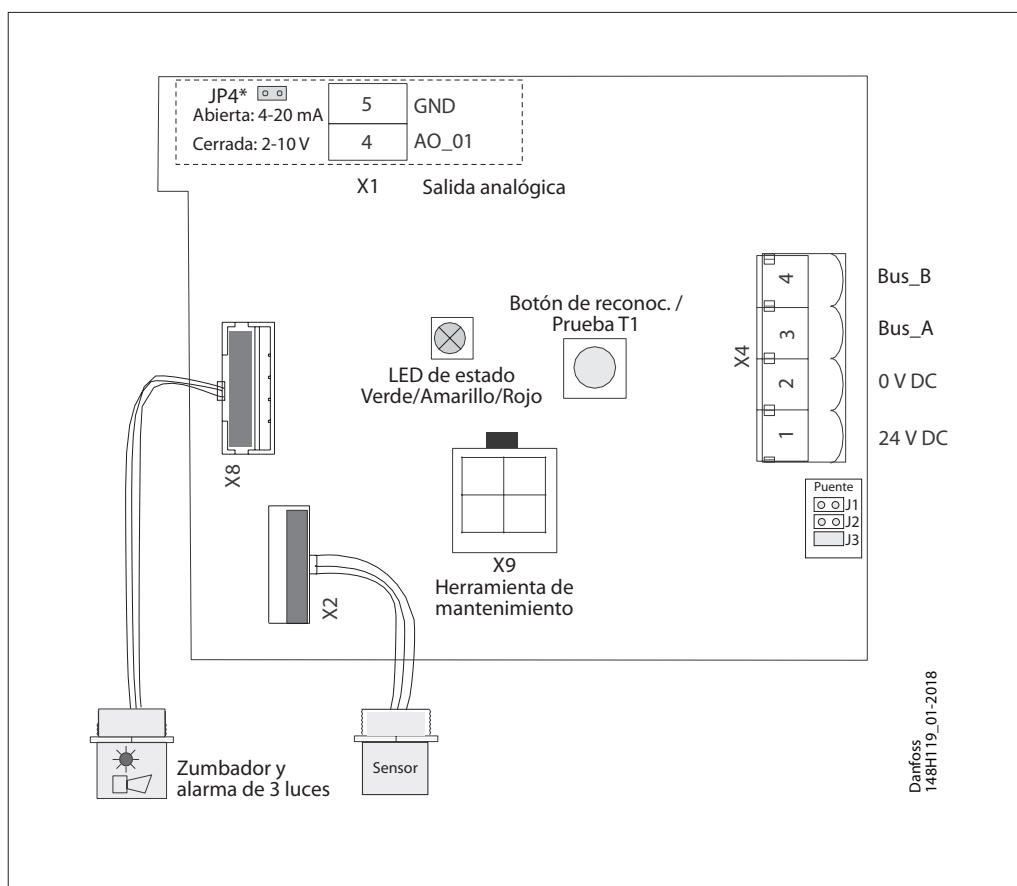 JP4*
Abierta: 4-20 mA
Cerrada: 2-10 V
5 GND
4 AO_01
X1 Salida analógica
4 Bus_B
3 Bus_A
2 0 V DC
1 24 V DC
X4
Botón de reconoc. /
Prueba T1
LED de estado
Verde/Amarillo/Rojo
X8
Puente
J1
J2
J3
X9
Herramienta de
mantenimiento
X2
Zumbador y
alarma de 3 luces
Sensor
Danfoss
148H119_01-2018